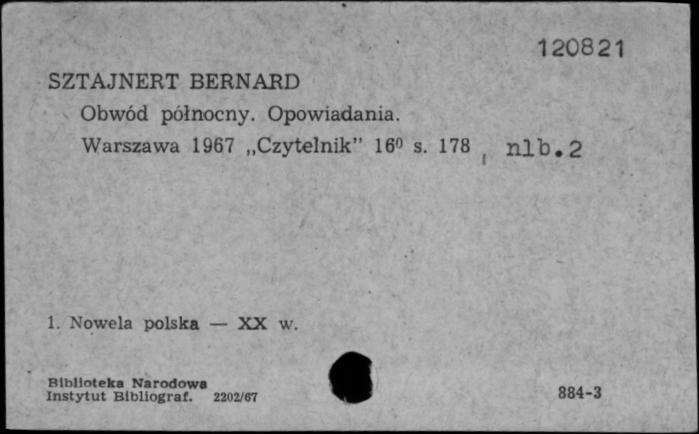 120821
SZTAJNERT BERNARD
Obwód północny. Opowiadania.
Warszawa 1967 „Czytelnik” 16⁰ s. 178 , nlb.2
1. Nowela polska — XX w.
Biblioteka Narodowa
Instytut Bibliograf. 2202/67
884-3